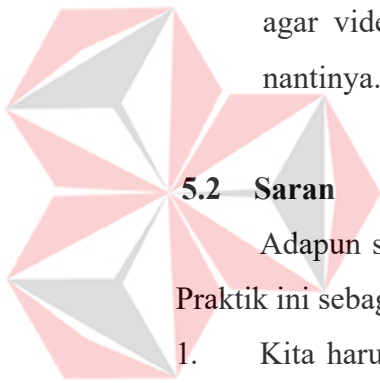 agar vide
nantinya.
5.2 Saran
Adapun s
Praktik ini sebag
1. Kita haru